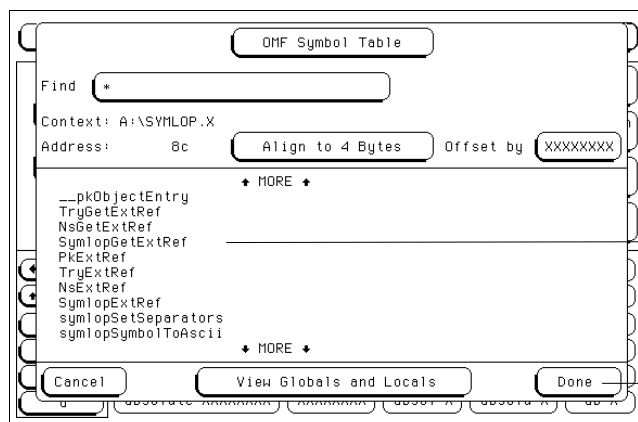 OMF Symbol Table
Find *
Context: A:\SYMLOP.X
Address: 8c Align to 4 Bytes Offset by XXXXXXXX
↑ MORE ↑
__pkObjectEntry
TryGetExtRef
NsGetExtRef
SymlopGetExtRef
PkExtRef
TryExtRef
NsExtRef
SymlopExtRef
symlopSetSeparators
symlopSymbolToAscii
↓ MORE ↓
Cancel View Globals and Locals Done